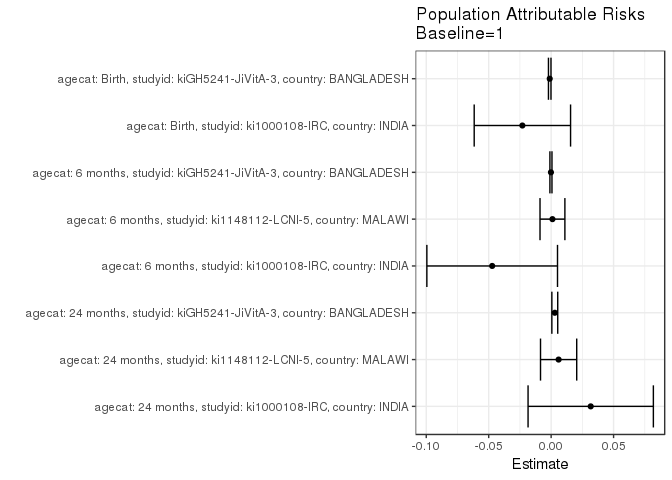 Population Attributable Risks
Baseline=1
agecat: Birth, studyid: kiGH5241-JiVitA-3, country: BANGLADESH
agecat: Birth, studyid: ki1000108-IRC, country: INDIA
agecat: 6 months, studyid: kiGH5241-JiVitA-3, country: BANGLADESH
agecat: 6 months, studyid: ki1148112-LCNI-5, country: MALAWI
agecat: 6 months, studyid: ki1000108-IRC, country: INDIA
agecat: 24 months, studyid: kiGH5241-JiVitA-3, country: BANGLADESH
agecat: 24 months, studyid: ki1148112-LCNI-5, country: MALAWI
agecat: 24 months, studyid: ki1000108-IRC, country: INDIA
-0.10 -0.05 0.00 0.05
Estimate